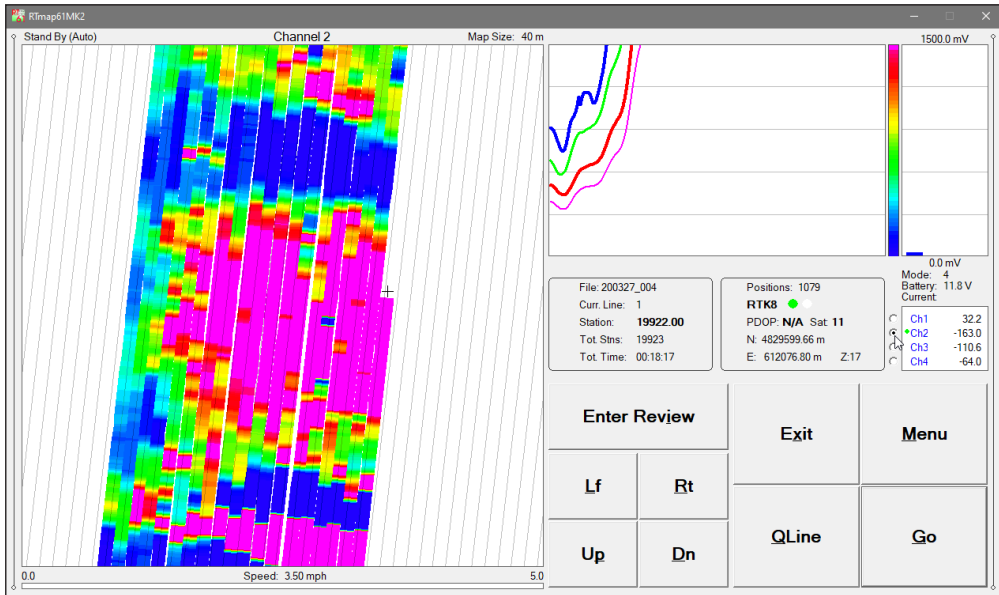 RTmap61MK2
Stand By (Auto) Channel 2 Map Size: 40 m
0.0 Speed: 3.50 mph 5.0
1500.0 mV
0.0 mV
Mode: 4
Battery: 11.8 V
Current:
Ch1 32.2
Ch2 -163.0
Ch3 -110.6
Ch4 -64.0
File: 200327_004
Curr. Line: 1
Station: 19922.00
Tot. Stns: 19923
Tot. Time: 00:18:17
Positions: 1079
RTK8
PDOP: N/A Sat: 11
N: 4829599.66 m
E: 612076.80 m Z:17
Enter Review
Exit
Menu
Lf
Rt
Up
Dn
QLine
Go